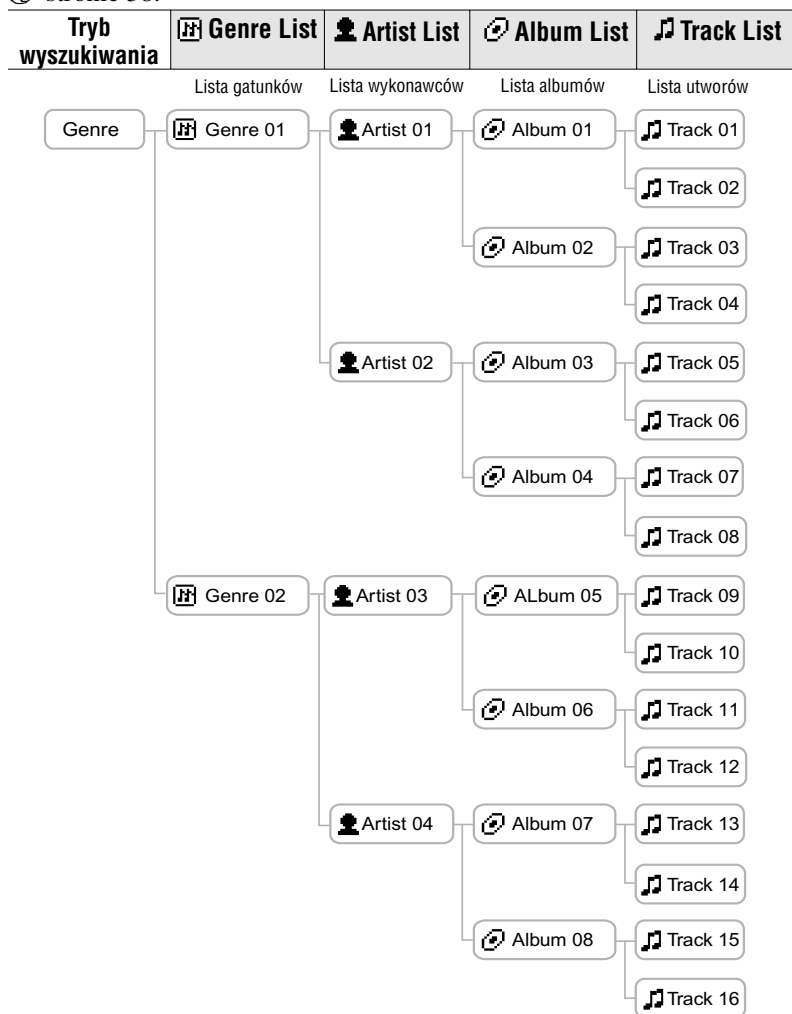 stronie 38.
Tryb wyszukiwania Genre List Artist List Album List Track List
Lista gatunków Lista wykonawców Lista albumów Lista utworów
Genre Genre 01 Artist 01 Album 01 Track 01
Track 02
Album 02 Track 03
Track 04
Artist 02 Album 03 Track 05
Track 06
Album 04 Track 07
Track 08
Genre 02 Artist 03 ALbum 05 Track 09
Track 10
Album 06 Track 11
Track 12
Artist 04 Album 07 Track 13
Track 14
Album 08 Track 15
Track 16